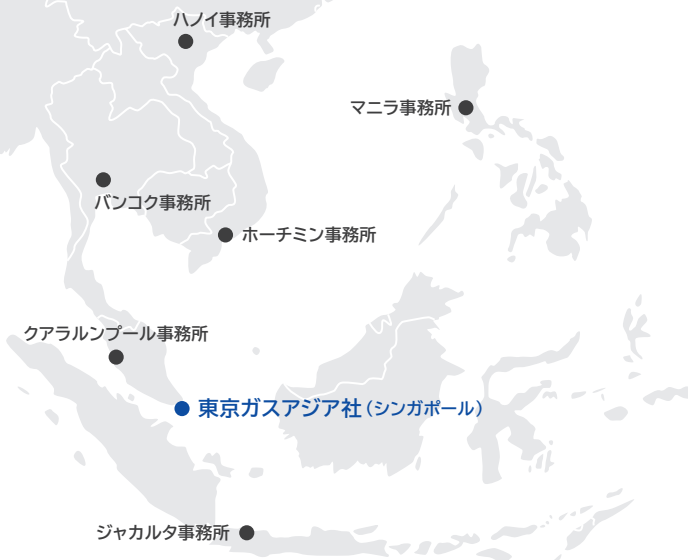 ハノイ事務所
マニラ事務所
バンコク事務所
ホーチミン事務所
クアラルンプール事務所
東京ガスアジア社（シンガポール）
ジャカルタ事務所